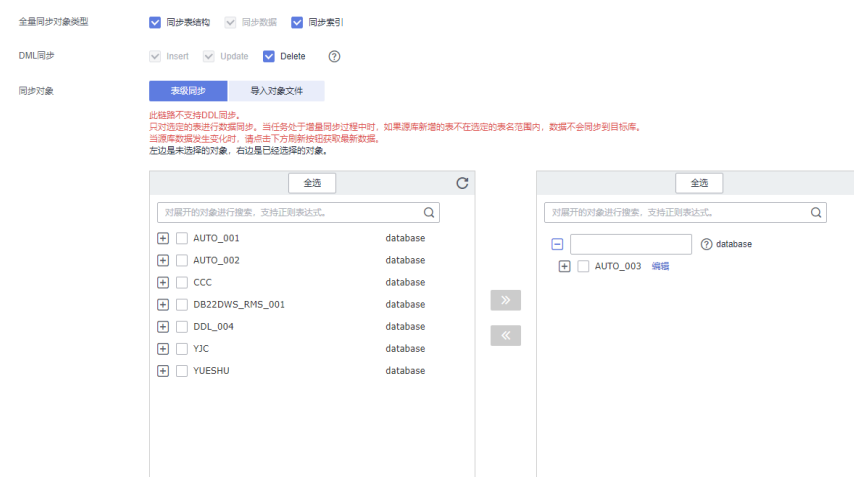 全量同步对象类型 同步表结构 同步数据 同步索引
DML同步 Insert Update Delete
同步对象 表级同步 导入对象文件
此链路不支持DDL同步。
只对选定的表进行数据同步。当任务处于增量同步过程中时，如果源库新增的表不在选定的表名范围内，数据不会同步到目标库。
当源库数据发生变化时，请点击下方刷新按钮获取最新数据。
左边是未选择的对象，右边是已经选择的对象。
全选
对展开的对象进行搜索，支持正则表达式。
AUTO_001 database
AUTO_002 database
CCC database
DB22DWS_RMS_001 database
DDL_004 database
YJC database
YUESHU database
全选
对展开的对象进行搜索，支持正则表达式。
database
AUTO_003 编辑